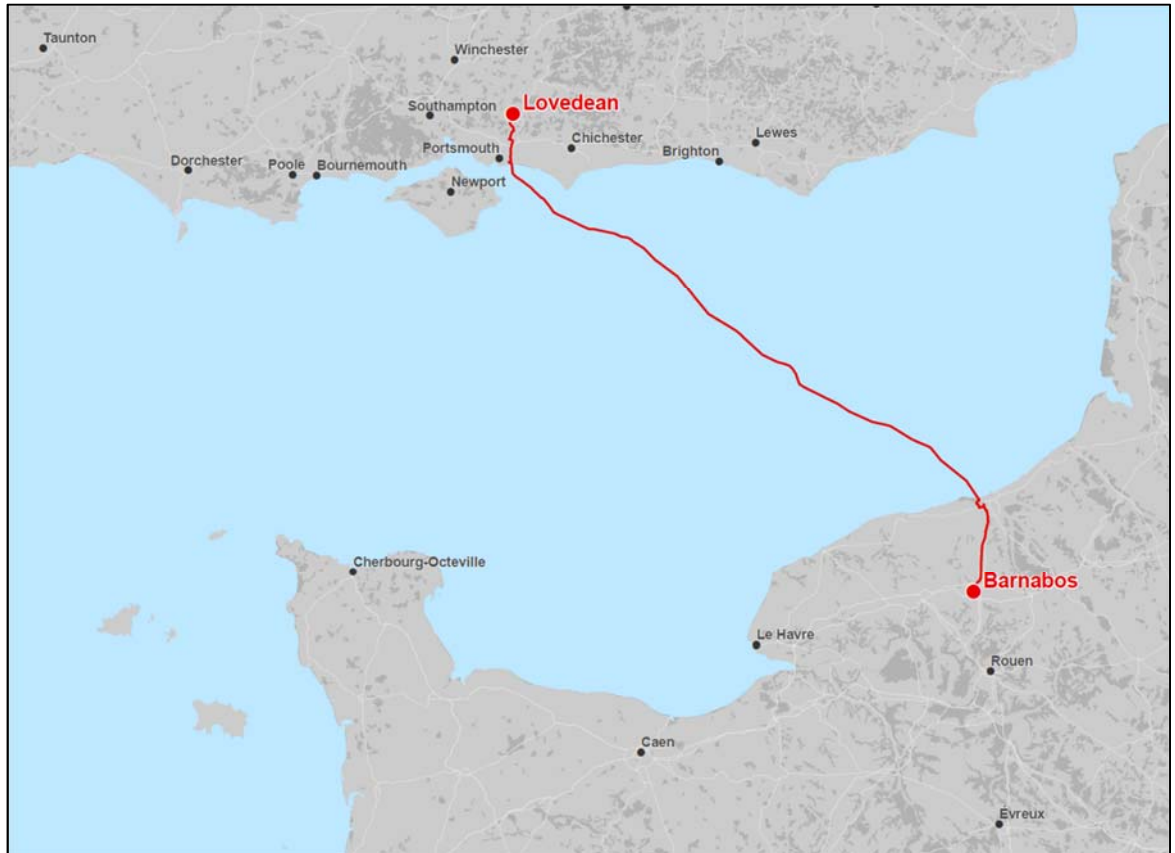 Taunton
Winchester
Southampton
Lovedean
Chichester
Lewes
Portsmouth
Brighton
Dorchester
Poole
Bournemouth
Newport
Cherbourg-Octeville
Barnabos
Le Havre
Rouen
Caen
Evreux